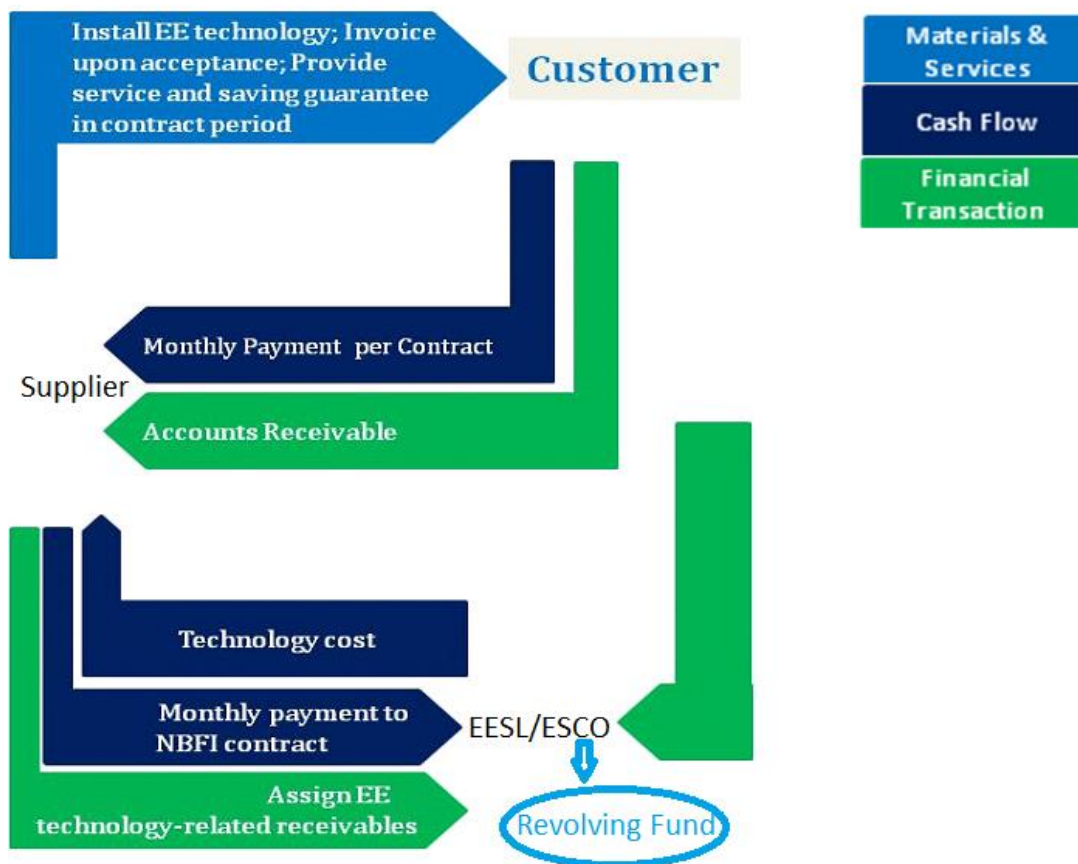 Install EE technology; Invoice
upon acceptance; Provide
service and saving guarantee
in contract period
Customer
Materials &
Services
Cash Flow
Financial
Transaction
Monthly Payment per Contract
Supplier
Accounts Receivable
Technology cost
Monthly payment to
NBFI contract
EESL/ESCO
Assign EE
technology-related receivables
Revolving Fund